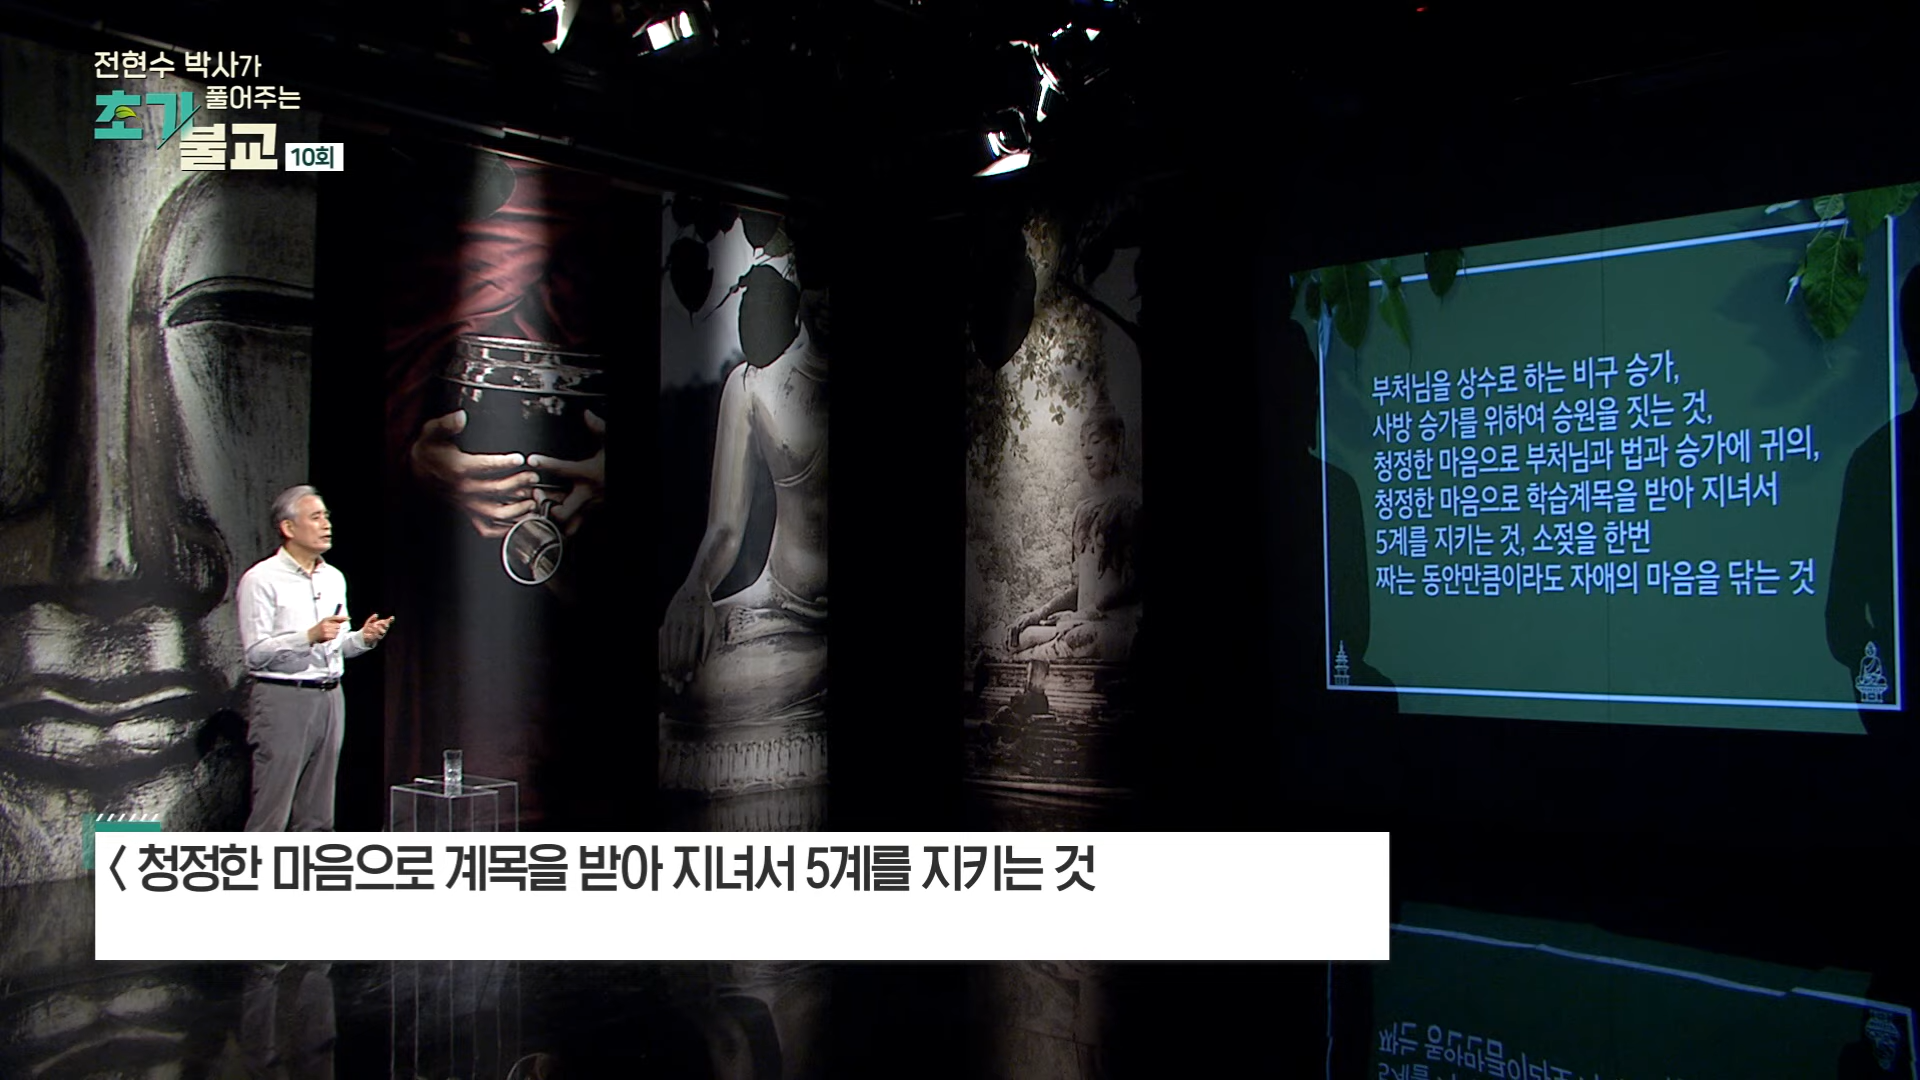 전현수 박사가
풀어주는
초기
불교 10회
부처님을 상수로 하는 비구 승가,
사방 승가를 위하여 승원을 짓는 것,
청정한 마음으로 부처님과 법과 승가에 귀의,
청정한 마음으로 학습계목을 받아 지녀서
5계를 지키는 것, 소젖을 한번
짜는 동안만큼이라도 자애의 마음을 닦는 것
< 청정한 마음으로 계목을 받아 지녀서 5계를 지키는 것